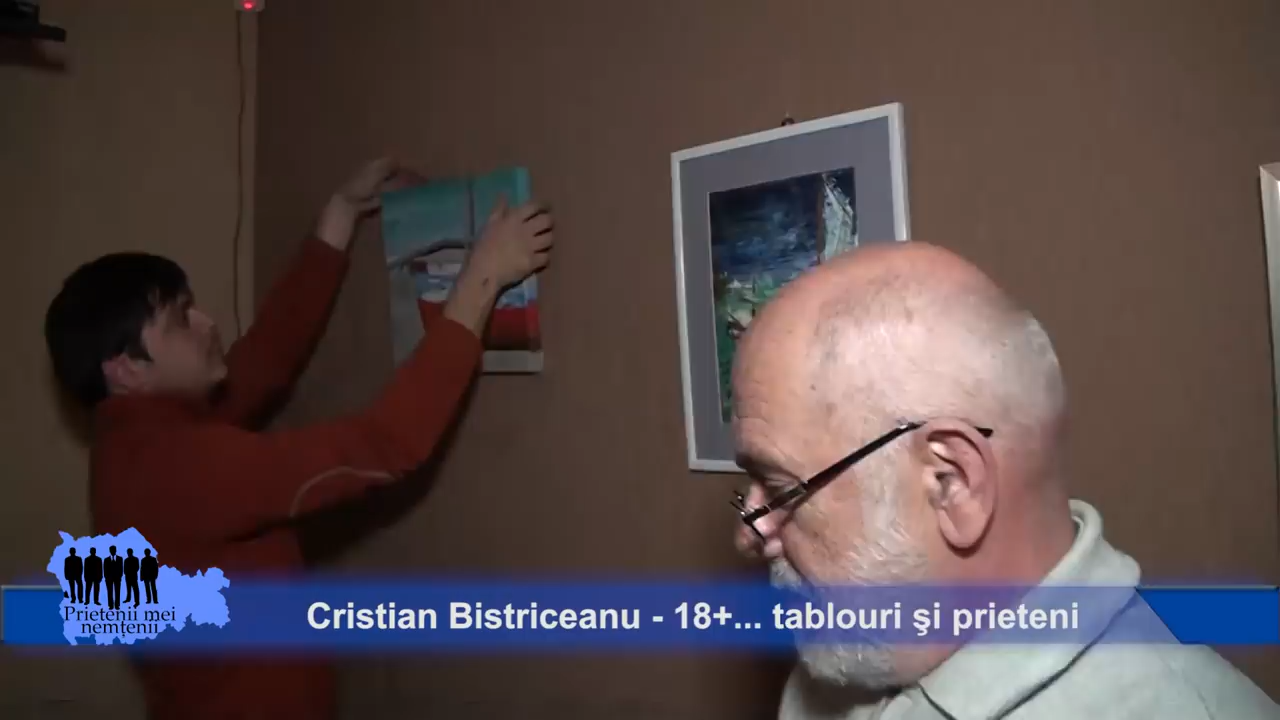 Prietenii mei
nemțenii
Cristian Bistriceanu - 18+... tablouri şi prieteni